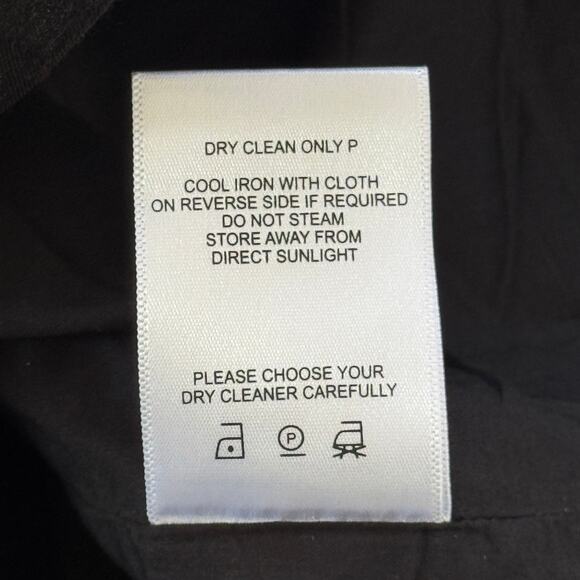 DRY CLEAN ONLY P
COOL IRON WITH CLOTH
ON REVERSE SIDE IF REQUIRED
DO NOT STEAM
STORE AWAY FROM
DIRECT SUNLIGHT
PLEASE CHOOSE YOUR
DRY CLEANER CAREFULLY
P